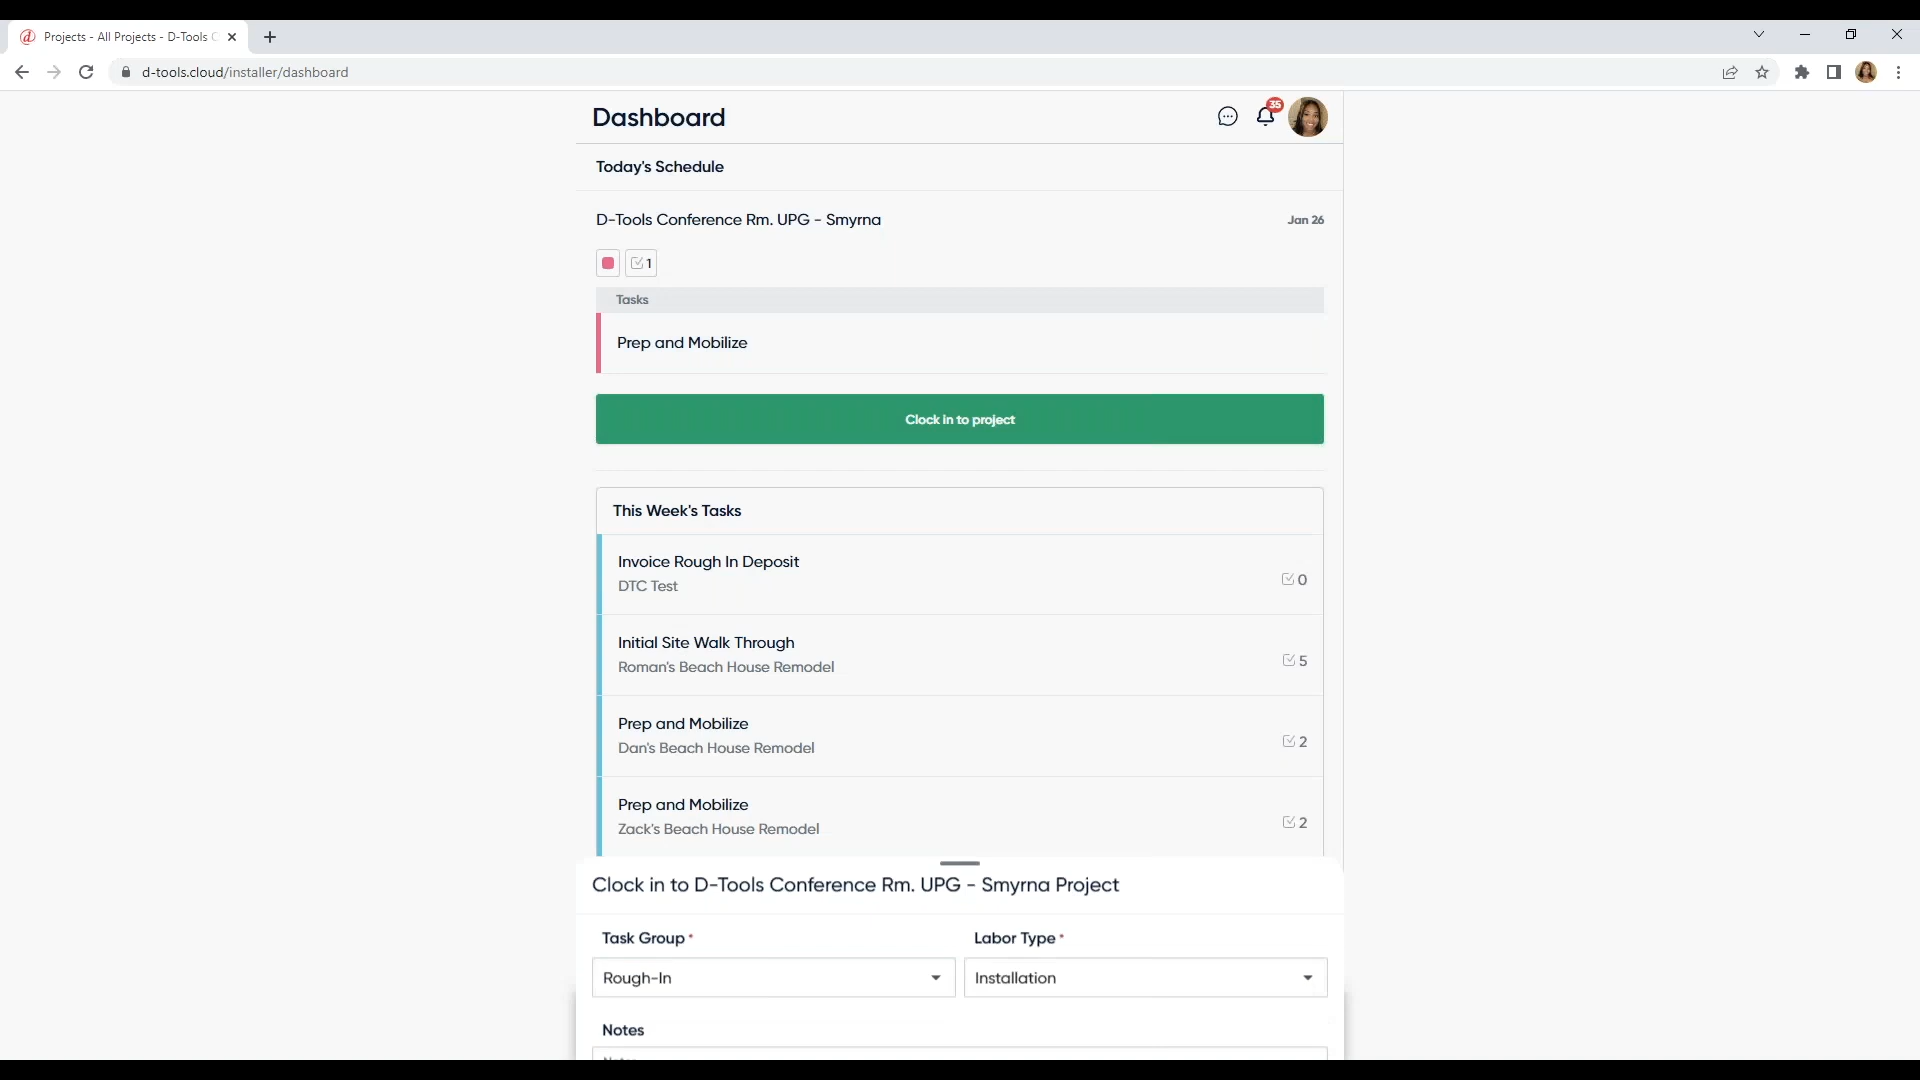 Projects - All Projects - D-Tools C
d-tools.cloud/installer/dashboard
Dashboard
35
Today's Schedule
D-Tools Conference Rm. UPG - Smyrna
Jan 26
1
Tasks
Prep and Mobilize
Clock in to project
This Week's Tasks
Invoice Rough In Deposit
DTC Test
0
Initial Site Walk Through
Roman's Beach House Remodel
5
Prep and Mobilize
Dan's Beach House Remodel
2
Prep and Mobilize
Zack's Beach House Remodel
2
Clock in to D-Tools Conference Rm. UPG - Smyrna Project
Task Group *
Labor Type *
Rough-In
Installation
Notes